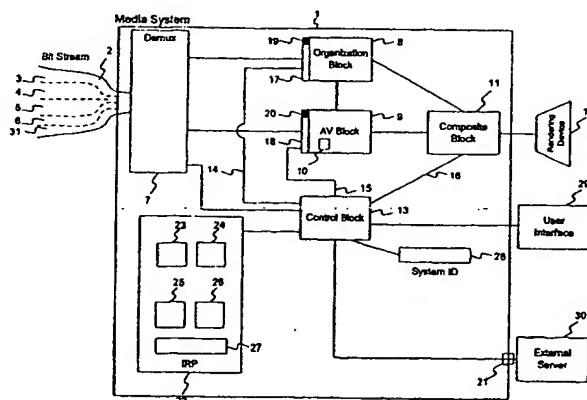 1
Media System
Bit Stream
2
Demux
19
Organization
Block
8
3
4
5
6
31
17
11
20
AV Block
9
Composite
Block
Rendering
Device
18
10
7
14
15
16
29
13
Control Block
User
Interface
23
24
28
System ID
25
26
30
27
External
Server
IRP
21